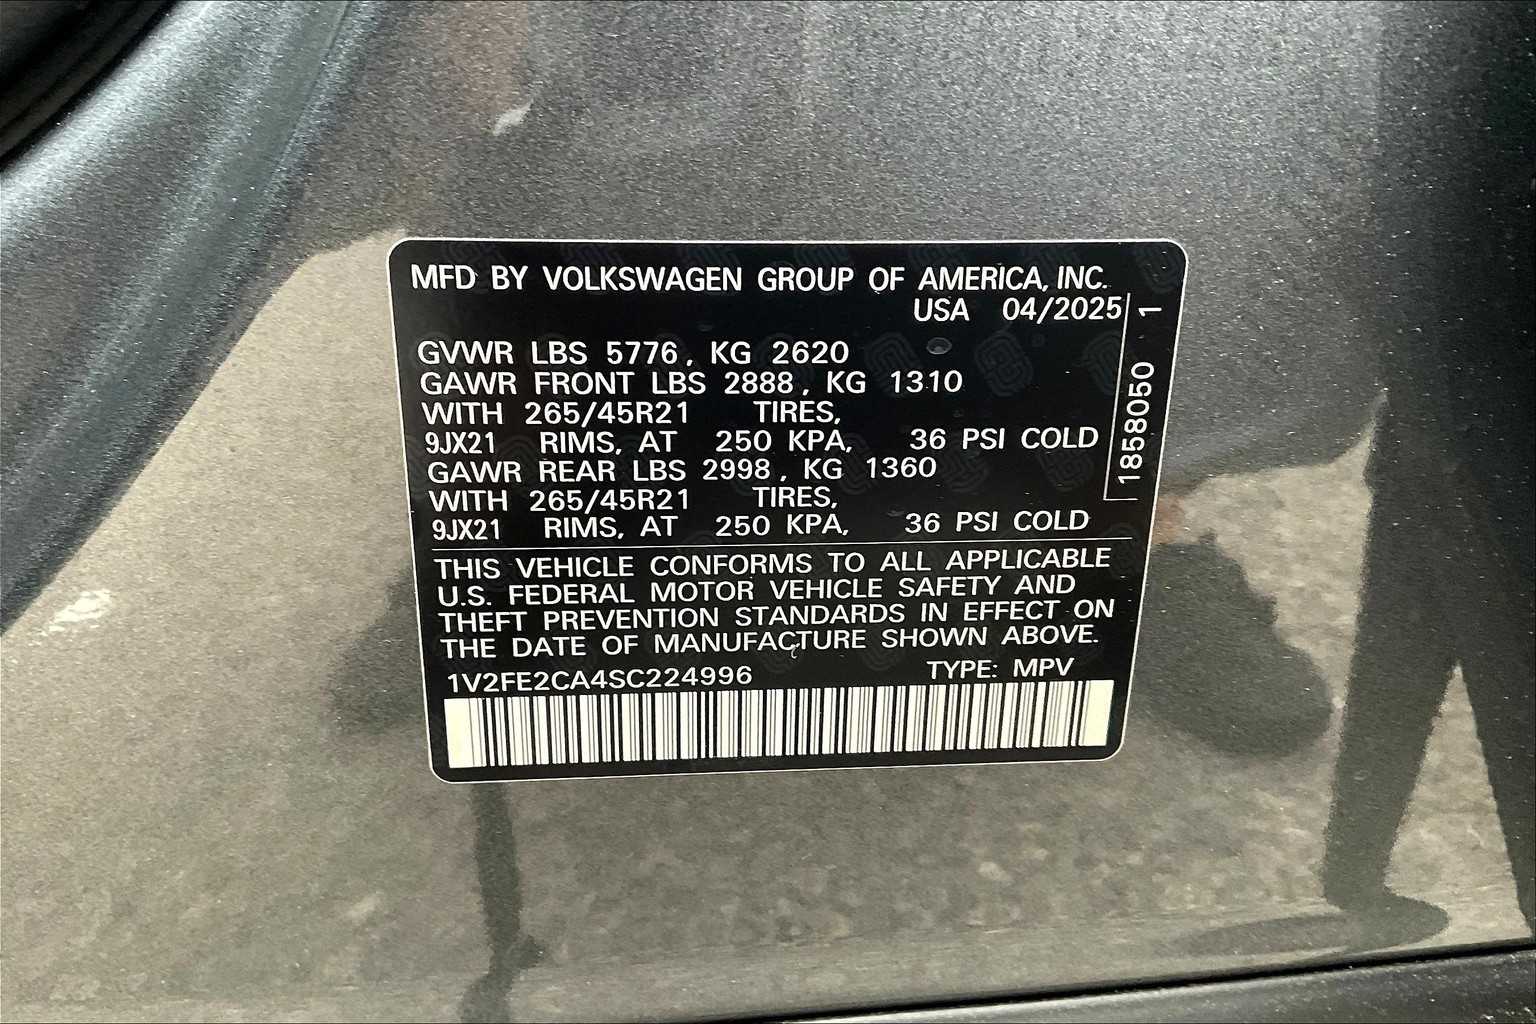 MFD BY VOLKSWAGEN GROUP OF AMERICA, INC.
USA 04/2025
GVWR LBS 5776, KG 2620
GAWR FRONT LBS 2888, KG 1310
WITH 265/45R21 TIRES,
9JX21 RIMS, AT 250 KPA, 36 PSI COLD
GAWR REAR LBS 2998, KG 1360
WITH 265/45R21 TIRES,
9JX21 RIMS, AT 250 KPA, 36 PSI COLD
1858050 1
THIS VEHICLE CONFORMS TO ALL APPLICABLE
U.S. FEDERAL MOTOR VEHICLE SAFETY AND
THEFT PREVENTION STANDARDS IN EFFECT ON
THE DATE OF MANUFACTURE SHOWN ABOVE.
1V2FE2CA4SC224996 TYPE: MPV